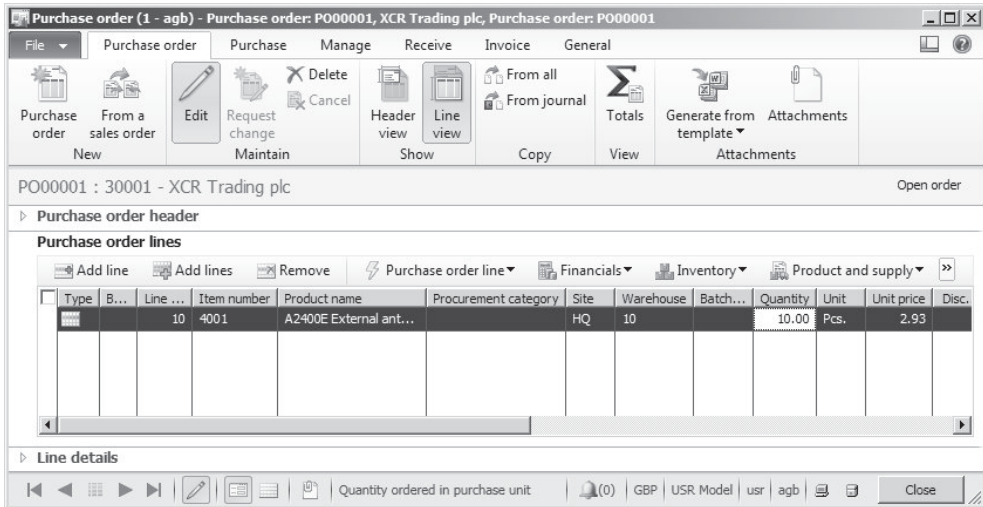 Purchase order (1 - agb) - Purchase order: PO00001, XCR Trading plc, Purchase order: PO00001
File Purchase order Purchase Manage Receive Invoice General
Purchase order
From a sales order
New
Edit
Request change
Delete
Cancel
Maintain
Header view
Line view
Show
From all
From journal
Copy
Totals
View
Generate from template
Attachments
Attachments
PO00001 : 30001 - XCR Trading plc Open order
Purchase order header
Purchase order lines
Add line Add lines Remove Purchase order line Financials Inventory Product and supply »
Type B... Line ... Item number Product name Procurement category Site Warehouse Batch... Quantity Unit Unit price Disc.
10 4001 A2400E External ant... HQ 10 10.00 Pcs. 2.93
Line details
Quantity ordered in purchase unit (0) GBP USR Model usr agb Close